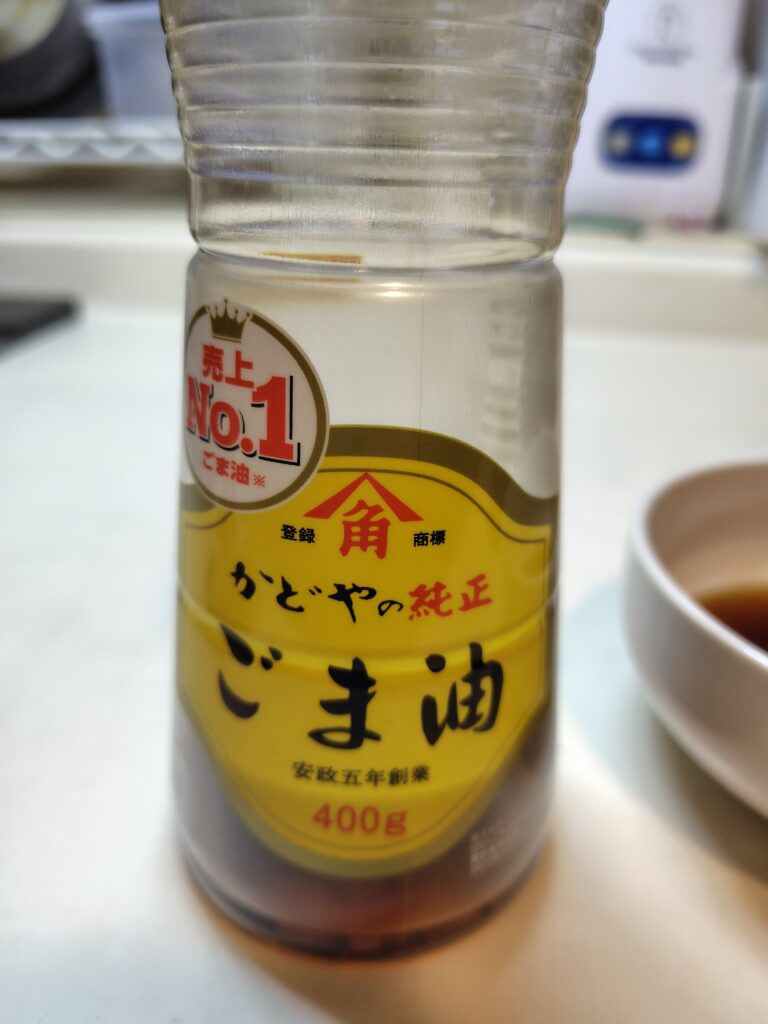 売上
No.1
ごま油※
角
登録 商標
かどやの純正
ごま油
安政五年創業
400g